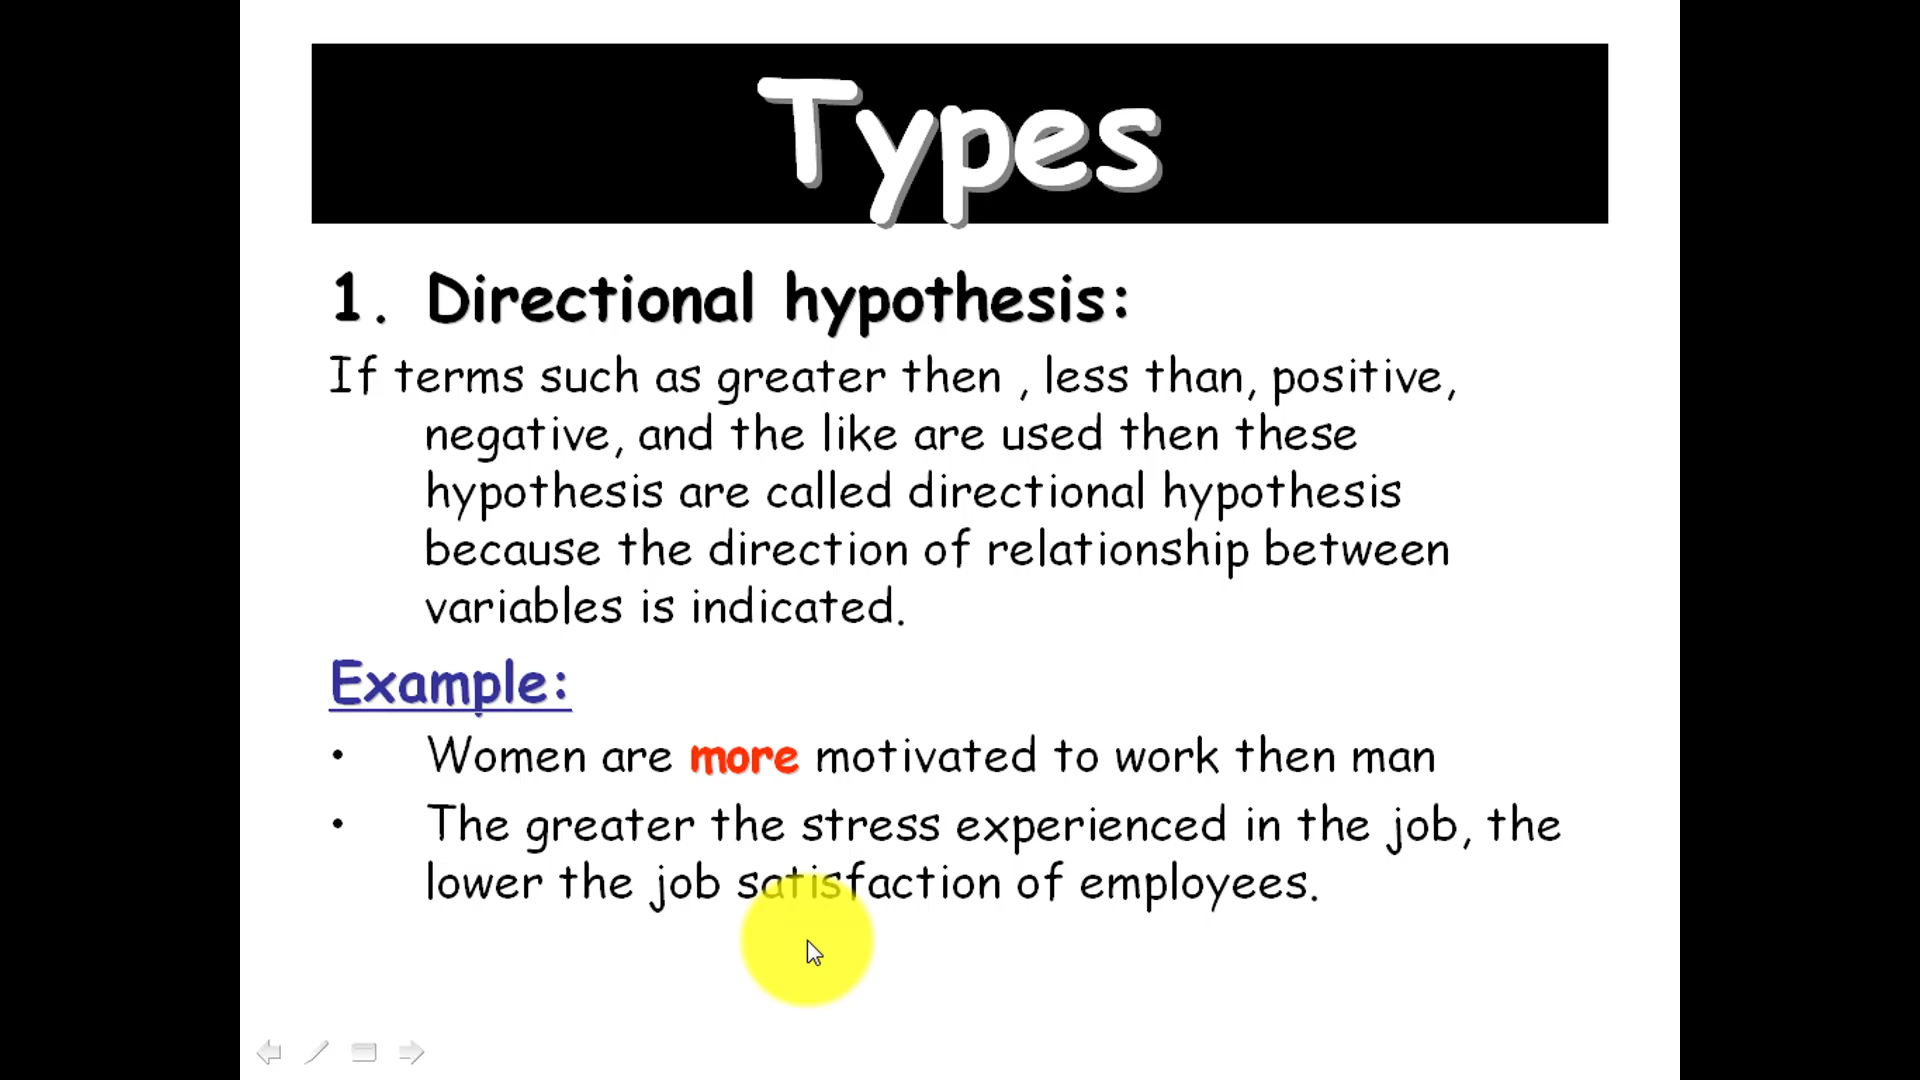 Types
1. Directional hypothesis:
If terms such as greater then , less than, positive,
negative, and the like are used then these
hypothesis are called directional hypothesis
because the direction of relationship between
variables is indicated.
Example:
• Women are more motivated to work then man
• The greater the stress experienced in the job, the
lower the job satisfaction of employees.